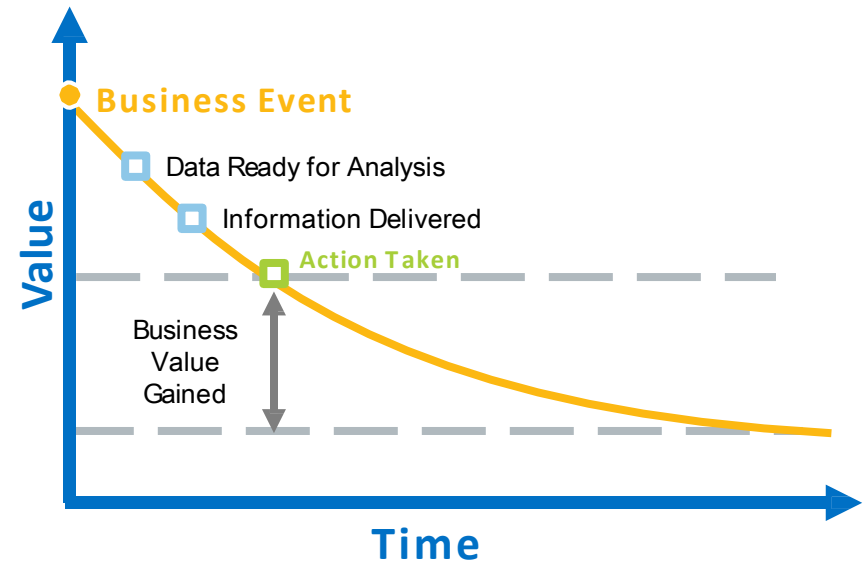 Business Event
Data Ready for Analysis
Information Delivered
Action Taken
Value
Business
Value
Gained
Time